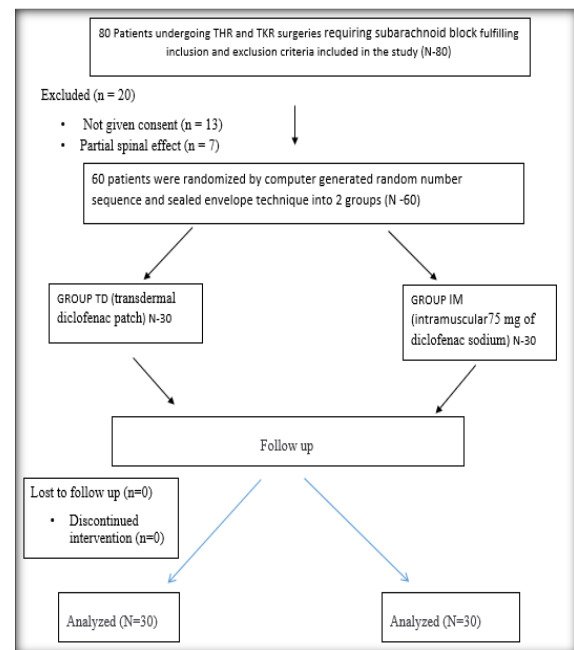 80 Patients undergoing THR and TKR surgeries requiring subarachnoid block fulfilling
inclusion and exclusion criteria included in the study (N-80)
Excluded (n = 20)
• Not given consent (n = 13)
• Partial spinal effect (n = 7)
60 patients were randomized by computer generated random number
sequence and sealed envelope technique into 2 groups (N -60)
GROUP TD (transdermal
diclofenac patch) N-30
GROUP IM
(intramuscular75 mg of
diclofenac sodium) N-30
Follow up
Lost to follow up (n=0)
• Discontinued
intervention (n=0)
Analyzed (N=30)
Analyzed (N=30)